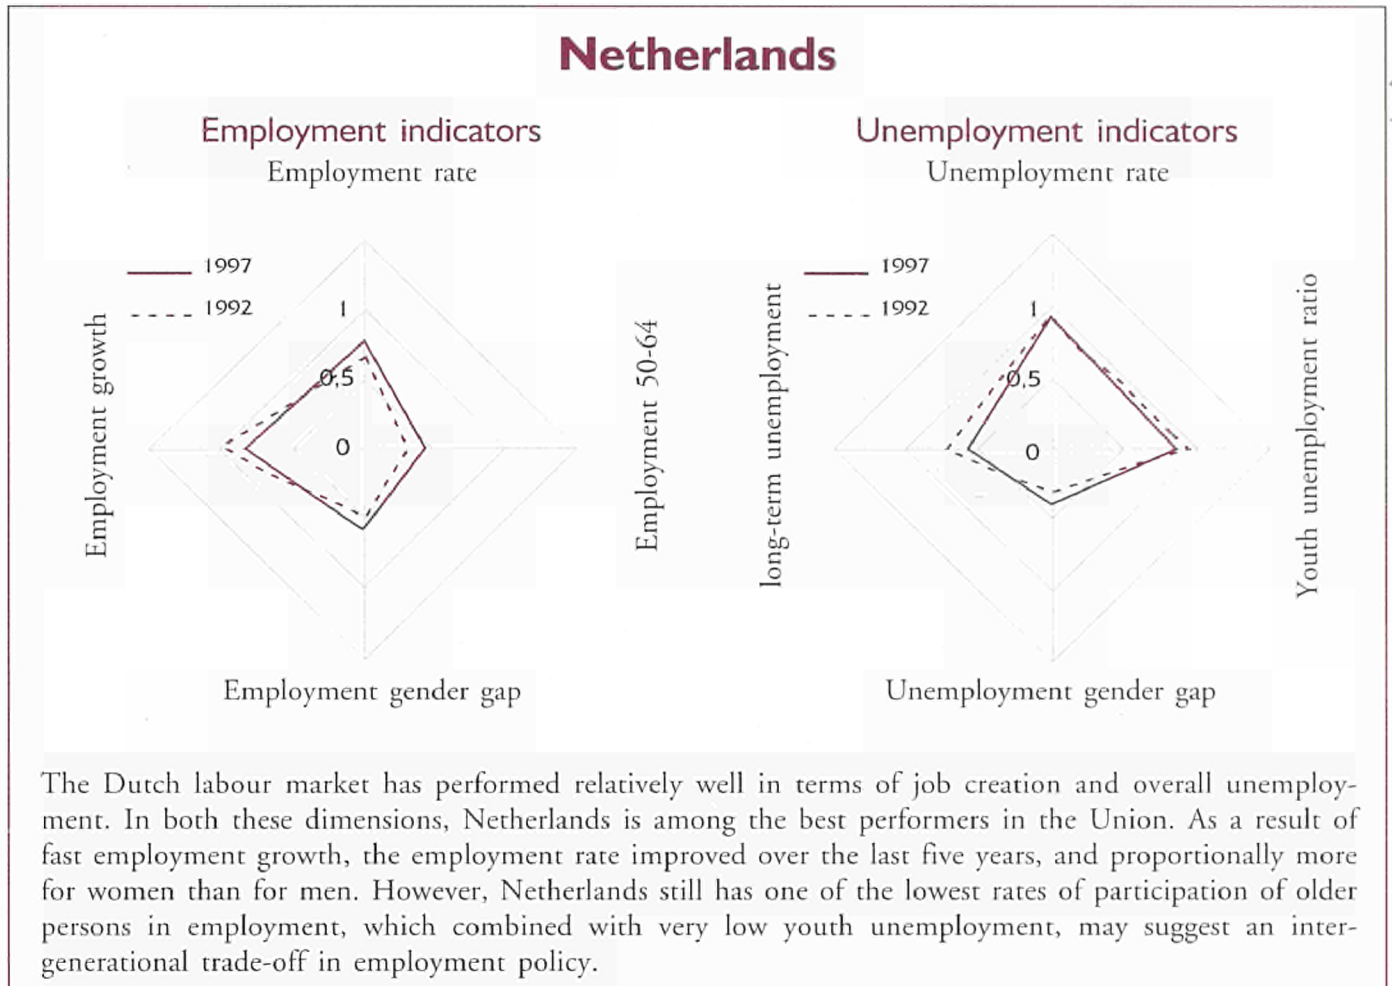 Netherlands
Employment indicators
Employment rate
1997
1992
1
0,5
0
Employment growth
Employment 50-64
Employment gender gap
Unemployment indicators
Unemployment rate
1997
1992
1
0,5
0
long-term unemployment
Youth unemployment ratio
Unemployment gender gap
The Dutch labour market has performed relatively well in terms of job creation and overall unemploy-
ment. In both these dimensions, Netherlands is among the best performers in the Union. As a result of
fast employment growth, the employment rate improved over the last five years, and proportionally more
for women than for men. However, Netherlands still has one of the lowest rates of participation of older
persons in employment, which combined with very low youth unemployment, may suggest an inter-
generational trade-off in employment policy.